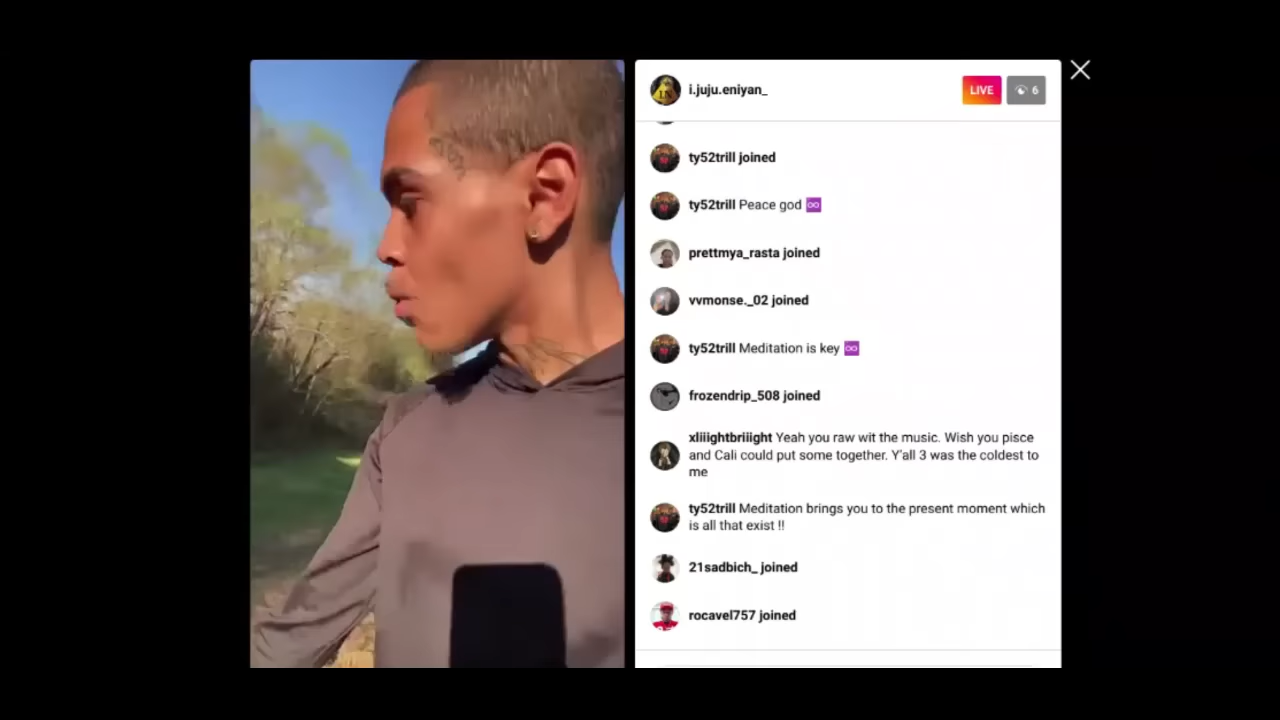 i.juju.eniyan_
LIVE
6
ty52trill joined
ty52trill Peace god ♾️
prettmya_rasta joined
vvmonse._02 joined
ty52trill Meditation is key ♾️
frozendrip_508 joined
xliiightbriiight Yeah you raw wit the music. Wish you pisce
and Cali could put some together. Y'all 3 was the coldest to
me
ty52trill Meditation brings you to the present moment which
is all that exist !!
21sadbich_ joined
rocavel757 joined